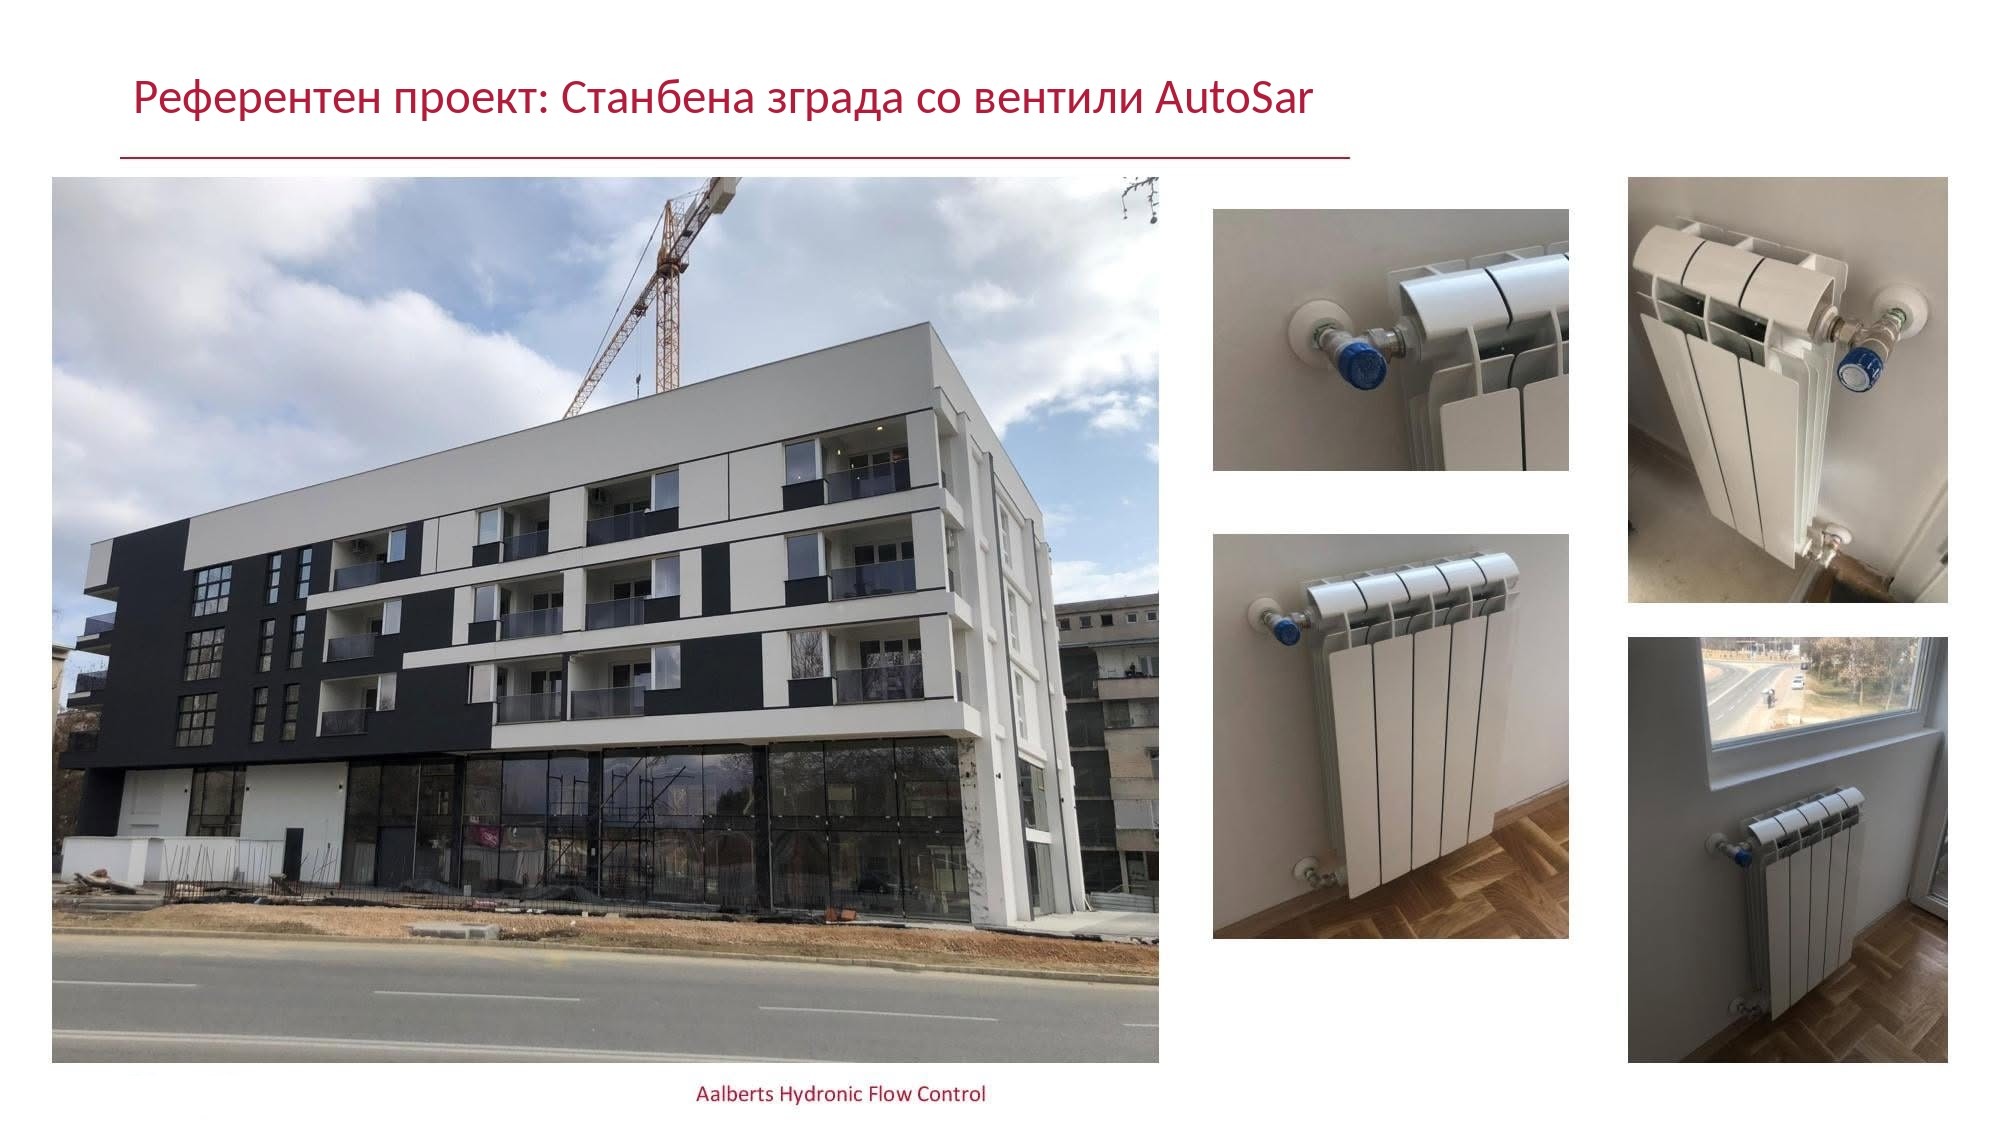 Референтен проект: Станбена зграда со вентили AutoSar
Aalberts Hydronic Flow Control